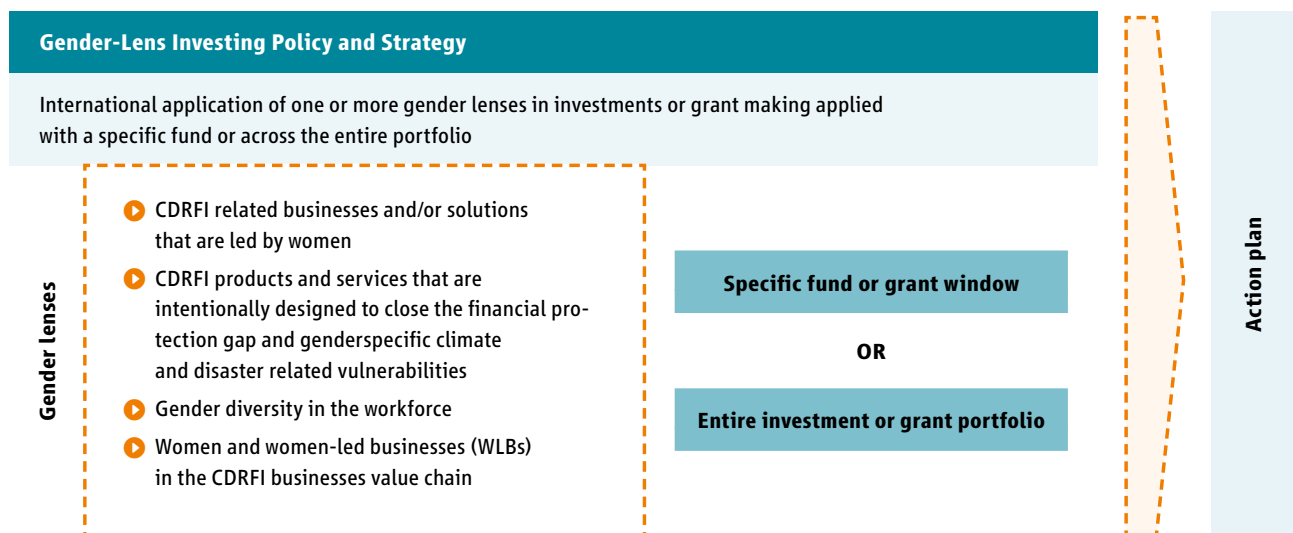 Gender-Lens Investing Policy and Strategy
International application of one or more gender lenses in investments or grant making applied
with a specific fund or across the entire portfolio
Gender lenses
CDRFI related businesses and/or solutions
that are led by women
CDRFI products and services that are
intentionally designed to close the financial pro-
tection gap and genderspecific climate
and disaster related vulnerabilities
Gender diversity in the workforce
Women and women-led businesses (WLBs)
in the CDRFI businesses value chain
Specific fund or grant window
OR
Entire investment or grant portfolio
Action plan